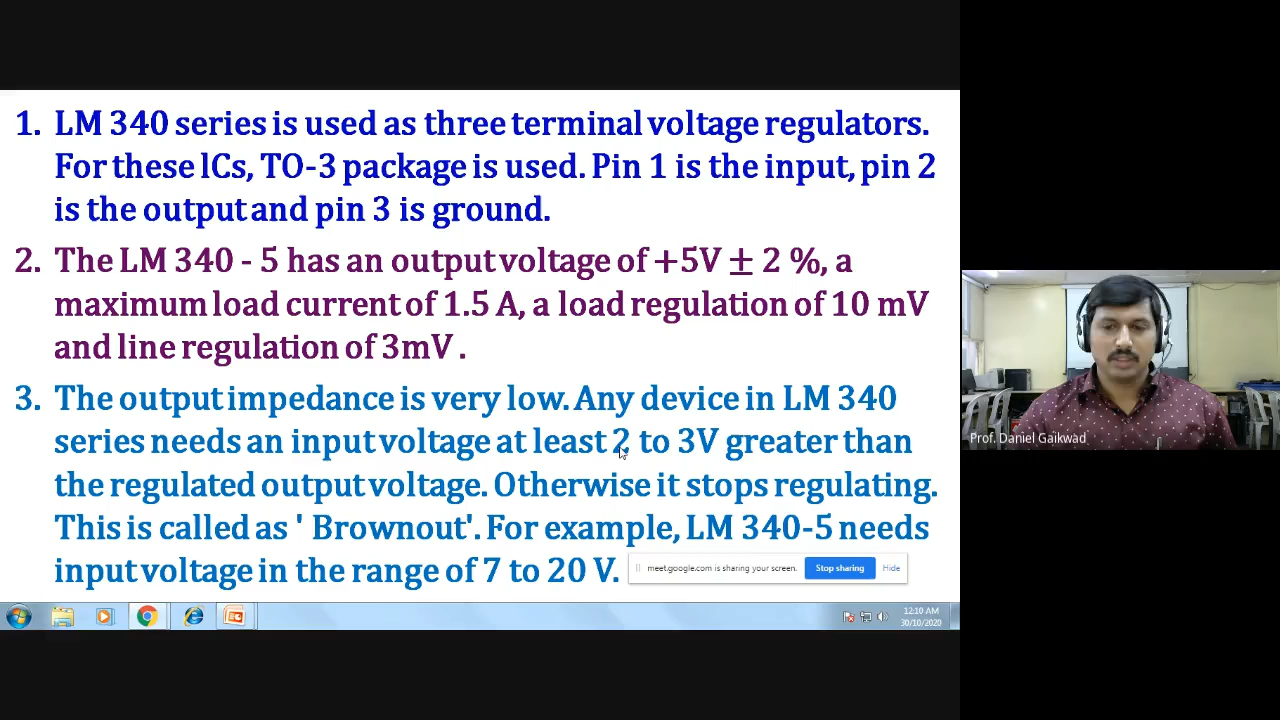 1. LM 340 series is used as three terminal voltage regulators.
For these lCs, TO-3 package is used. Pin 1 is the input, pin 2
is the output and pin 3 is ground.
2. The LM 340 - 5 has an output voltage of +5V ± 2 %, a
maximum load current of 1.5 A, a load regulation of 10 mV
and line regulation of 3mV .
3. The output impedance is very low. Any device in LM 340
series needs an input voltage at least 2 to 3V greater than
the regulated output voltage. Otherwise it stops regulating.
This is called as ' Brownout'. For example, LM 340-5 needs
input voltage in the range of 7 to 20 V.
meet.google.com is sharing your screen. Stop sharing Hide
12:10 AM
30/10/2020
Prof. Daniel Gaikwad